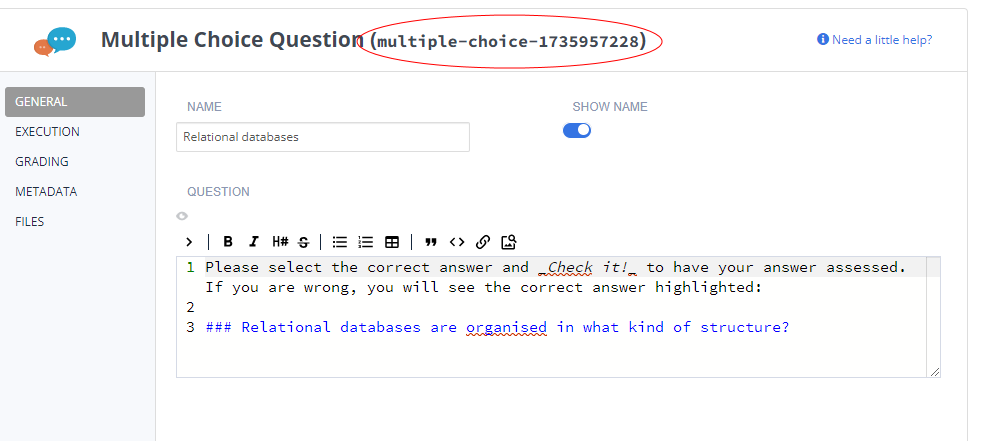 Multiple Choice Question (multiple-choice-1735957228)
Need a little help?
GENERAL
EXECUTION
GRADING
METADATA
FILES
NAME
SHOW NAME
Relational databases
QUESTION
B I H# S
1 Please select the correct answer and _Check it!_ to have your answer assessed.
If you are wrong, you will see the correct answer highlighted:
2
3 ### Relational databases are organised in what kind of structure?